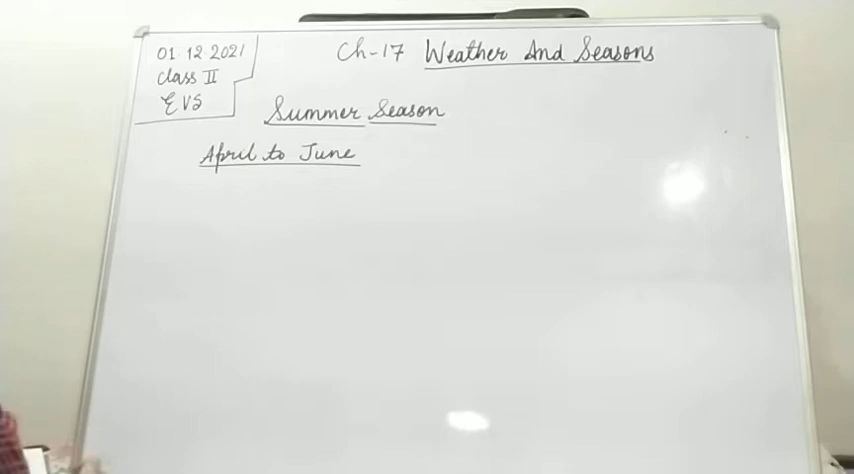 01.12.2021
Class II
EVS
Ch-17 Weather And Seasons
Summer Season
April to June